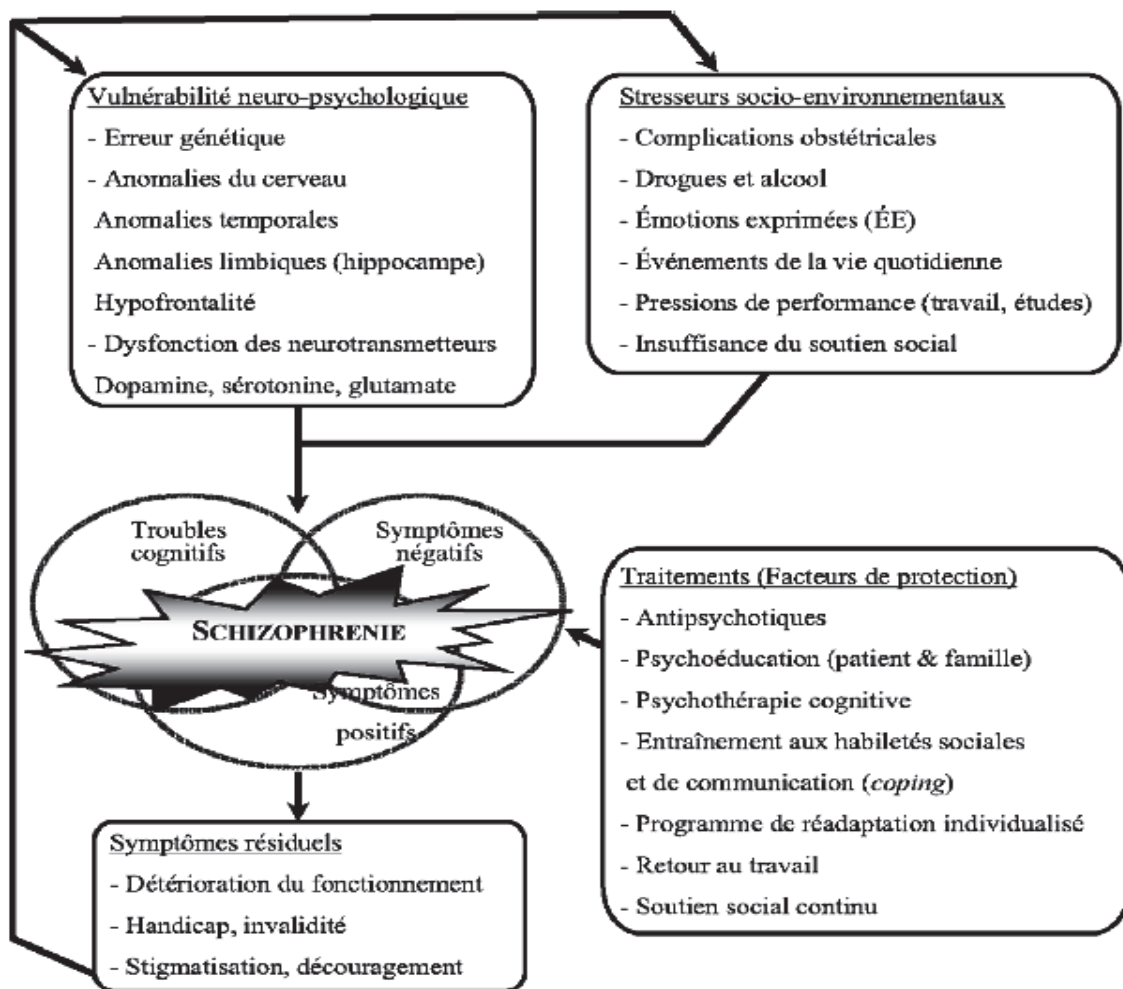 Vulnérabilité neuro-psychologique
- Erreur génétique
- Anomalies du cerveau
Anomalies temporales
Anomalies limbiques (hippocampe)
Hypofrontalité
- Dysfonction des neurotransmetteurs
Dopamine, sérotonine, glutamate
Stresseurs socio-environnementaux
- Complications obstétricales
- Drogues et alcool
- Émotions exprimées (ÉE)
- Événements de la vie quotidienne
- Pressions de performance (travail, études)
- Insuffisance du soutien social
Troubles
cognitifs
Symptômes
négatifs
SCHIZOPHRENIE
Symptômes
positifs
Traitements (Facteurs de protection)
- Antipsychotiques
- Psychoéducation (patient & famille)
- Psychothérapie cognitive
- Entraînement aux habiletés sociales
et de communication (coping)
- Programme de réadaptation individualisé
- Retour au travail
- Soutien social continu
Symptômes résiduels
- Détérioration du fonctionnement
- Handicap, invalidité
- Stigmatisation, découragement